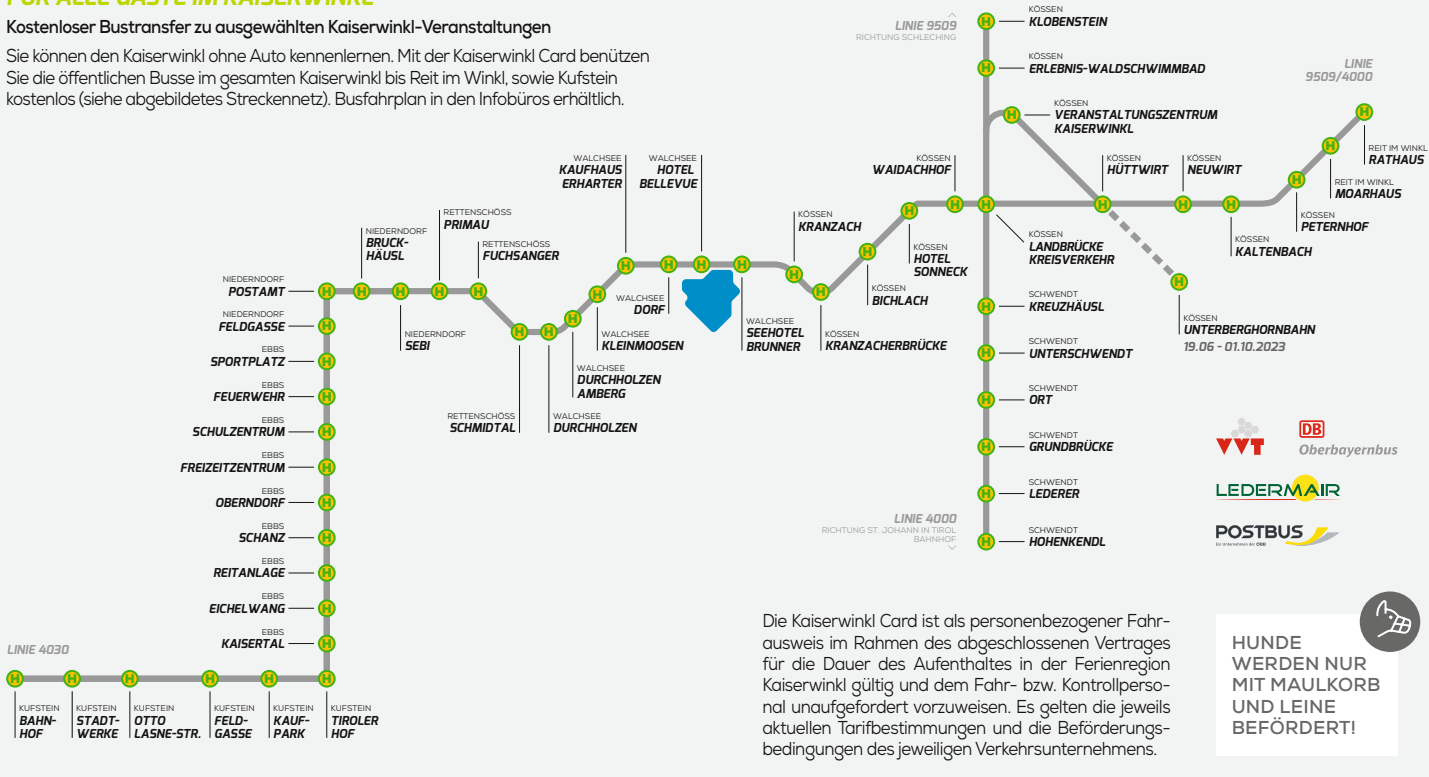 FÜR ALLE GÄSTE IM KAISERWINKL
Kostenloser Bustransfer zu ausgewählten Kaiserwinkl-Veranstaltungen
Sie können den Kaiserwinkl ohne Auto kennenlernen. Mit der Kaiserwinkl Card benützen
Sie die öffentlichen Busse im gesamten Kaiserwinkl bis Reit im Winkl, sowie Kufstein
kostenlos (siehe abgebildetes Streckennetz). Busfahrplan in den Infobüros erhältlich.
LINIE 9509
RICHTUNG SCHLECHING
KÖSSEN
KLOBENSTEIN
KÖSSEN
ERLEBNIS-WALDSCHWIMMBAD
KÖSSEN
VERANSTALTUNGSZENTRUM
KAISERWINKL
LINIE
9509/4000
REIT IM WINKL
RATHAUS
REIT IM WINKL
MOARHAUS
KÖSSEN
PETERNHOF
KÖSSEN
KALTENBACH
KÖSSEN
NEUWIRT
KÖSSEN
HÜTTWIRT
KÖSSEN
UNTERBERGHORNBAHN
19.06 - 01.10.2023
KÖSSEN
LANDBRÜCKE
KREISVERKEHR
KÖSSEN
WAIDACHHOF
KÖSSEN
HOTEL
SONNECK
KÖSSEN
BICHLACH
KÖSSEN
KRANZACHERBRÜCKE
KÖSSEN
KRANZACH
WALCHSEE
SEEHOTEL
BRUNNER
WALCHSEE
HOTEL
BELLEVUE
WALCHSEE
DORF
WALCHSEE
KAUFHAUS
ERHARTER
WALCHSEE
KLEINMOOSEN
WALCHSEE
DURCHHOLZEN
AMBERG
WALCHSEE
DURCHHOLZEN
RETTENSCHÖSS
SCHMIDTAL
RETTENSCHÖSS
FUCHSANGER
RETTENSCHÖSS
PRIMAU
NIEDERNDORF
SEBI
NIEDERNDORF
BRUCK-
HÄUSL
NIEDERNDORF
POSTAMT
NIEDERNDORF
FELDGASSE
EBBS
SPORTPLATZ
EBBS
FEUERWEHR
EBBS
SCHULZENTRUM
EBBS
FREIZEITZENTRUM
EBBS
OBERNDORF
EBBS
SCHANZ
EBBS
REITANLAGE
EBBS
EICHELWANG
EBBS
KAISERTAL
LINIE 4030
KUFSTEIN
BAHN-
HOF
KUFSTEIN
STADT-
WERKE
KUFSTEIN
OTTO
LASNE-STR.
KUFSTEIN
FELD-
GASSE
KUFSTEIN
KAUF-
PARK
KUFSTEIN
TIROLER
HOF
SCHWENDT
KREUZHÄUSL
SCHWENDT
UNTERSCHWENDT
SCHWENDT
ORT
SCHWENDT
GRUNDBRÜCKE
SCHWENDT
LEDERER
SCHWENDT
HOHENKENDL
LINIE 4000
RICHTUNG ST. JOHANN IN TIROL
BAHNHOF
VVT
DB
Oberbayernbus
LEDERMAIR
POSTBUS
Ein Unternehmen der ÖBB
Die Kaiserwinkl Card ist als personenbezogener Fahr-
ausweis im Rahmen des abgeschlossenen Vertrages
für die Dauer des Aufenthaltes in der Ferienregion
Kaiserwinkl gültig und dem Fahr- bzw. Kontrollperso-
nal unaufgefordert vorzuweisen. Es gelten die jeweils
aktuellen Tarifbestimmungen und die Beförderungs-
bedingungen des jeweiligen Verkehrsunternehmens.
HUNDE
WERDEN NUR
MIT MAULKORB
UND LEINE
BEFÖRDERT!